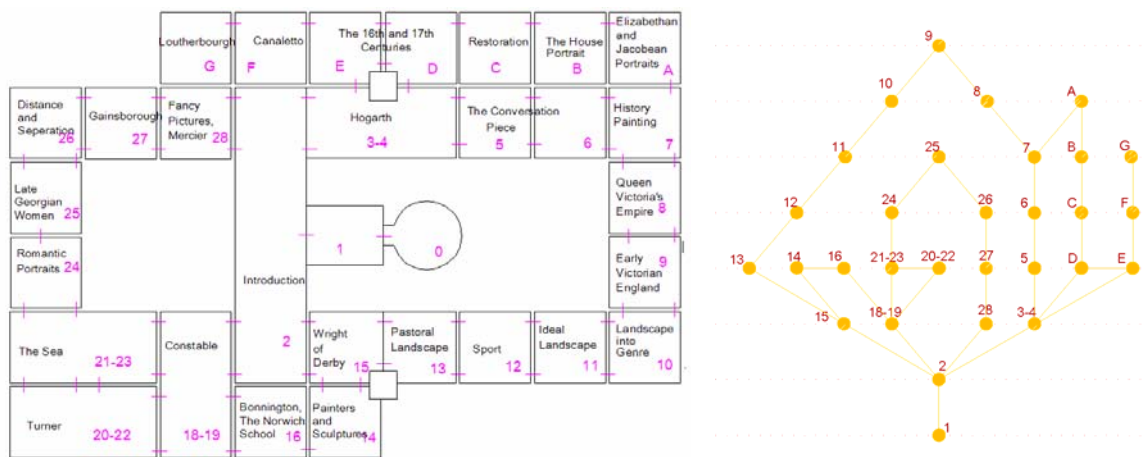 Loutherbourgh
G
Canaletto
F
The 16th and 17th
Centuries
E
D
Restoration
C
The House
Portrait
B
Elizabethan
and
Jacobean
Portraits
A
Distance
and
Seperation
26
Gainsborough
27
Fancy
Pictures,
Mercier
28
Hogarth
3-4
The Conversation
Piece
5
6
History
Painting
7
Late
Georgian
Women
25
Queen
Victoria's
Empire
8
Romantic
Portraits
24
1
0
Early
Victorian
England
9
Introduction
2
The Sea
21-23
Constable
Wright
of
Derby
15
Pastoral
Landscape
13
Sport
12
Ideal
Landscape
11
Landscape
into
Genre
10
Turner
20-22
18-19
Bonnington,
The Norwich
School
16
Painters
and
Sculptures
14
9
10
8
A
11
25
7
B
G
12
24
26
6
C
F
13
14
16
21-23
20-22
27
5
D
E
15
18-19
28
3-4
2
1